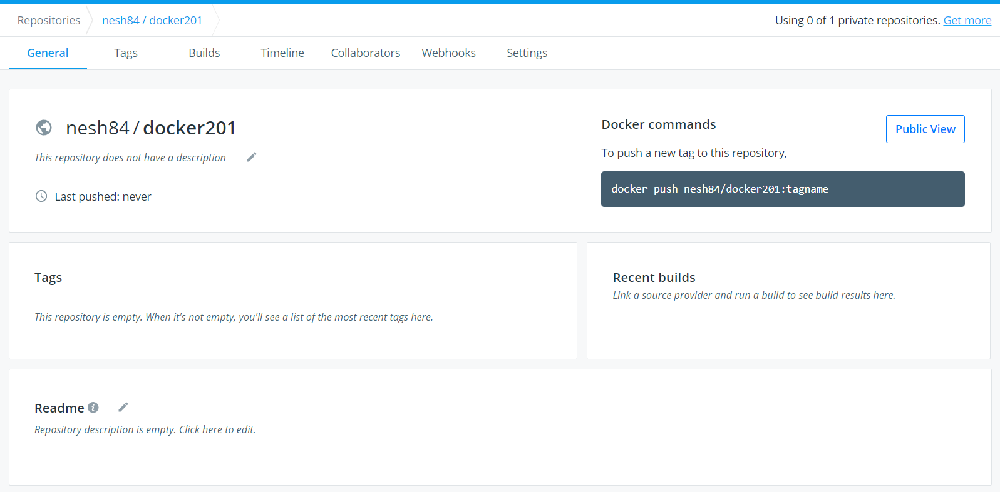 Repositories nesh84 / docker201 Using 0 of 1 private repositories. Get more
General Tags Builds Timeline Collaborators Webhooks Settings
nesh84 / docker201
This repository does not have a description
Last pushed: never
Docker commands
Public View
To push a new tag to this repository,
docker push nesh84/docker201:tagname
Tags
This repository is empty. When it's not empty, you'll see a list of the most recent tags here.
Recent builds
Link a source provider and run a build to see build results here.
Readme
Repository description is empty. Click here to edit.